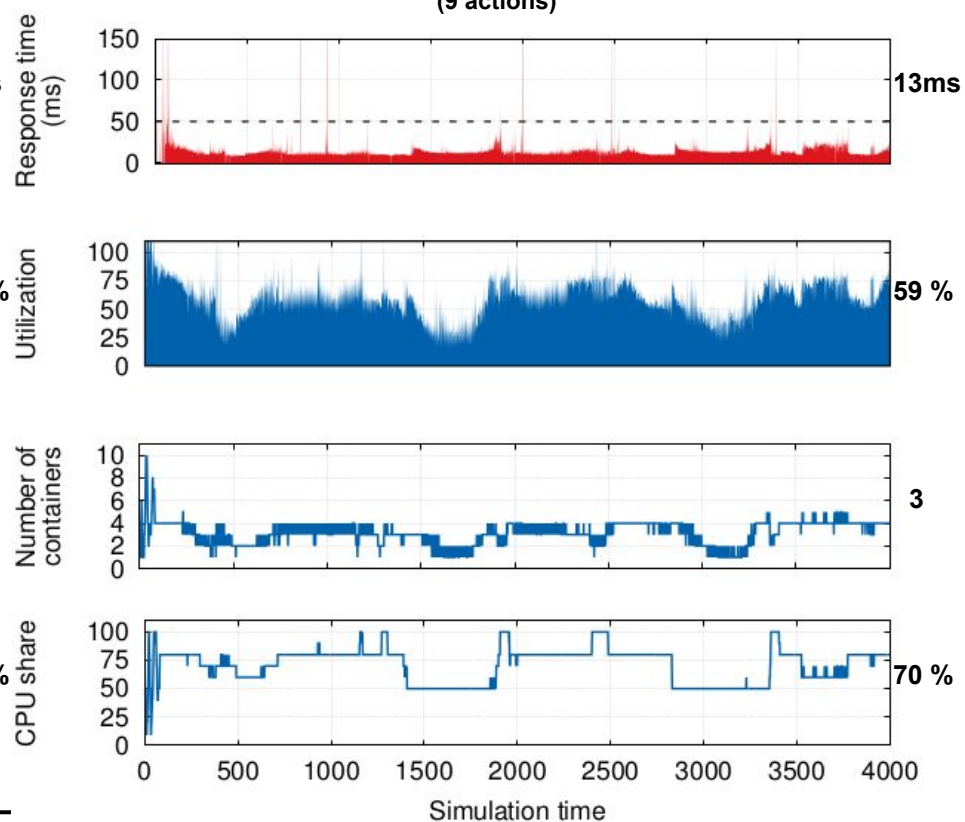 (9 actions)
Response time
(ms)
150
100
50
0
13ms
Utilization
100
75
50
25
0
%
59 %
Number of
containers
10
8
6
4
2
0
3
CPU share
100
75
50
25
0
%
70 %
0 500 1000 1500 2000 2500 3000 3500 4000
Simulation time